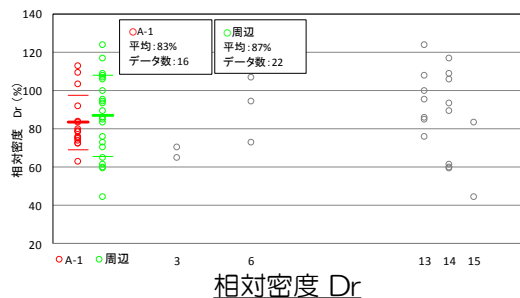 140
120
100
80
60
40
20
相対密度 Dr (%)
A-1
平均:83%
データ数:16
周辺
平均:87%
データ数:22
A-1 周辺 3 6 13 14 15
相対密度 Dr